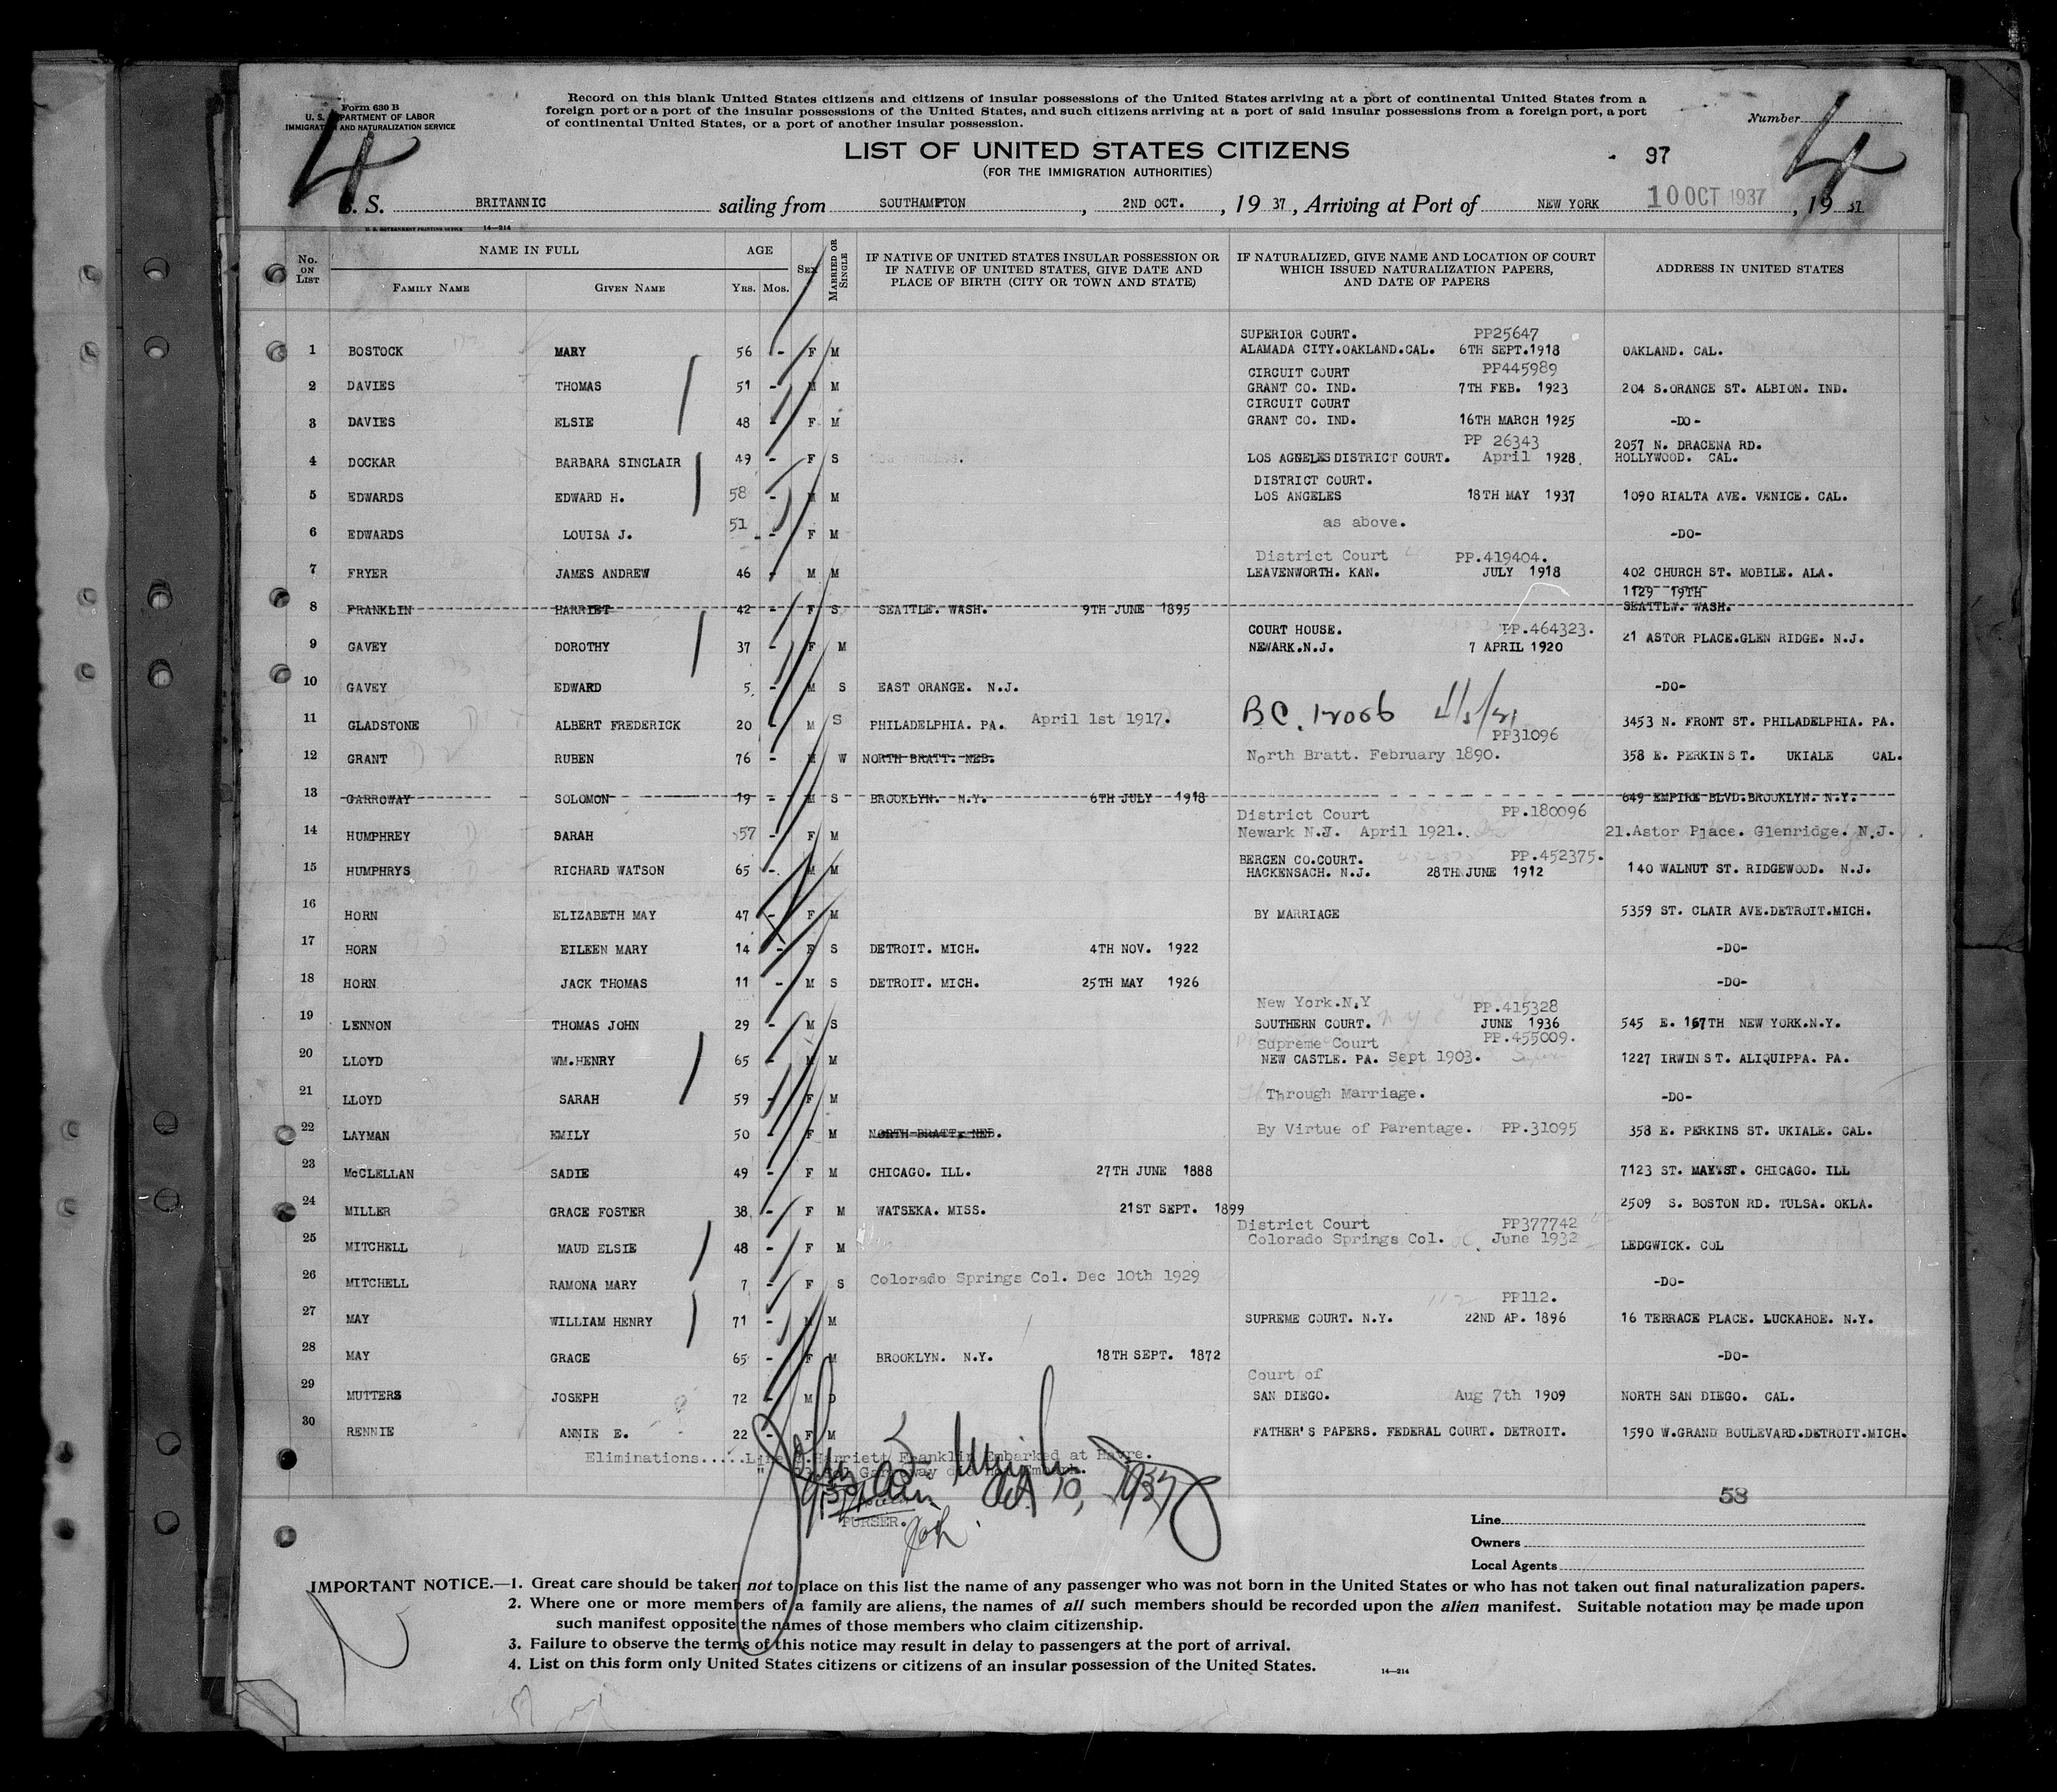 Form 630 B
U. S. DEPARTMENT OF LABOR
IMMIGRATION AND NATURALIZATION SERVICE
Record on this blank United States citizens and citizens of insular possessions of the United States arriving at a port of continental United States from a
foreign port or a port of the insular possessions of the United States, and such citizens arriving at a port of said insular possessions from a foreign port, a port
of continental United States, or a port of another insular possession.
Number
4
4
LIST OF UNITED STATES CITIZENS
(FOR THE IMMIGRATION AUTHORITIES)
97
S. S. BRITANNIC sailing from SOUTHAMPTON, 2ND OCT., 1937, Arriving at Port of NEW YORK 10 OCT 1937, 1937
U. S. GOVERNMENT PRINTING OFFICE 14—214
No. ON LIST NAME IN FULL FAMILY NAME GIVEN NAME AGE YRS. MOS. SEX MARRIED OR SINGLE
IF NATIVE OF UNITED STATES INSULAR POSSESSION OR IF NATIVE OF UNITED STATES, GIVE DATE AND PLACE OF BIRTH (CITY OR TOWN AND STATE)
IF NATURALIZED, GIVE NAME AND LOCATION OF COURT WHICH ISSUED NATURALIZATION PAPERS, AND DATE OF PAPERS
ADDRESS IN UNITED STATES
SUPERIOR COURT. PP25647
1 BOSTOCK MARY 56 - F M ALAMADA CITY.OAKLAND.CAL. 6TH SEPT.1918 OAKLAND. CAL.
CIRCUIT COURT PP445989
2 DAVIES THOMAS 51 - M M GRANT CO. IND. 7TH FEB. 1923 204 S.ORANGE ST. ALBION. IND.
CIRCUIT COURT
3 DAVIES ELSIE 48 - F M GRANT CO. IND. 16TH MARCH 1925 -DO-
PP 26343 2057 N. DRACENA RD.
4 DOCKAR BARBARA SINCLAIR 49 - F S LOS AGNELES DISTRICT COURT. April 1928. HOLLYWOOD. CAL.
DISTRICT COURT.
5 EDWARDS EDWARD H. 58 - M M LOS ANGELES 18TH MAY 1937 1090 RIALTA AVE. VENICE. CAL.
6 EDWARDS LOUISA J. 51 - F M as above. -DO-
District Court PP.419404.
7 FRYER JAMES ANDREW 46 - M M LEAVENWORTH. KAN. JULY 1918 402 CHURCH ST. MOBILE. ALA.
1129 19TH
8 FRANKLIN HARRIET 42 - F S SEATTLE. WASH. 9TH JUNE 1895 SEATTLW. WASH.
COURT HOUSE. PP.464323.
9 GAVEY DOROTHY 37 - F M NEWARK.N.J. 7 APRIL 1920 21 ASTOR PLACE.GLEN RIDGE. N.J.
10 GAVEY EDWARD 5 - M S EAST ORANGE. N.J. -DO-
11 GLADSTONE ALBERT FREDERICK 20 - M S PHILADELPHIA. PA. April 1st 1917. BC. 3453 N. FRONT ST. PHILADELPHIA. PA.
PP31096
12 GRANT RUBEN 76 - M W NORTH BRATT. NEB. North Bratt. February 1890. 358 E. PERKINS T. UKIALE CAL.
13 GARROWAY SOLOMON 19 - M S BROOKLYN. N.Y. 6TH JULY 1918 649 EMPIRE BLVD.BROOKLYN. N.Y.
District Court PP.180096
14 HUMPHREY SARAH 57 - F M Newark N.J. April 1921. 21.Astor Place. Glenridge. N.J.
BERGEN CO.COURT. PP.452375.
15 HUMPHRYS RICHARD WATSON 65 - M M HACKENSACH. N.J. 28TH JUNE 1912 140 WALNUT ST. RIDGEWOOD. N.J.
16 HORN ELIZABETH MAY 47 - F M BY MARRIAGE 5359 ST. CLAIR AVE.DETROIT.MICH.
17 HORN EILEEN MARY 14 - F S DETROIT. MICH. 4TH NOV. 1922 -DO-
18 HORN JACK THOMAS 11 - M S DETROIT. MICH. 25TH MAY 1926 -DO-
New York.N.Y PP.415328
19 LENNON THOMAS JOHN 29 - M S SOUTHERN COURT. JUNE 1936 545 E. 167TH NEW YORK.N.Y.
Supreme Court PP.455009.
20 LLOYD WM.HENRY 65 - M M NEW CASTLE. PA. Sept 1903. 1227 IRWIN ST. ALIQUIPPA. PA.
21 LLOYD SARAH 59 - F M Through Marriage. -DO-
22 LAYMAN EMILY 50 - F M NORTH BRATT. NEB. By Virtue of Parentage. PP.31095 358 E. PERKINS ST. UKIALE. CAL.
23 McCLELLAN SADIE 49 - F M CHICAGO. ILL. 27TH JUNE 1888 7123 ST. MAY.ST. CHICAGO. ILL
24 MILLER GRACE FOSTER 38 - F M WATSEKA. MISS. 21ST SEPT. 1899 2509 S. BOSTON RD. TULSA. OKLA.
District Court PP377742
25 MITCHELL MAUD ELSIE 48 - F M Colorado Springs Col. June 1932 LEDGWICK. COL
26 MITCHELL RAMONA MARY 7 - F S Colorado Springs Col. Dec 10th 1929 -DO-
PP112.
27 MAY WILLIAM HENRY 71 - M M SUPREME COURT. N.Y. 22ND AP. 1896 16 TERRACE PLACE. LUCKAHOE. N.Y.
28 MAY GRACE 65 - F M BROOKLYN. N.Y. 18TH SEPT. 1872 -DO-
Court of
29 MUTTERS JOSEPH 72 - M D SAN DIEGO. Aug 7th 1909 NORTH SAN DIEGO. CAL.
30 RENNIE ANNIE E. 22 - F M FATHER'S PAPERS. FEDERAL COURT. DETROIT. 1590 W.GRAND BOULEVARD.DETROIT.MICH.
Eliminations.....Line Harriett Franklin Embarked at Havre.
Oct 10, 1937
PURSER.
58
Line
Owners
Local Agents
IMPORTANT NOTICE.—1. Great care should be taken not to place on this list the name of any passenger who was not born in the United States or who has not taken out final naturalization papers.
2. Where one or more members of a family are aliens, the names of all such members should be recorded upon the alien manifest. Suitable notation may be made upon
such manifest opposite the names of those members who claim citizenship.
3. Failure to observe the terms of this notice may result in delay to passengers at the port of arrival.
4. List on this form only United States citizens or citizens of an insular possession of the United States.
14—214